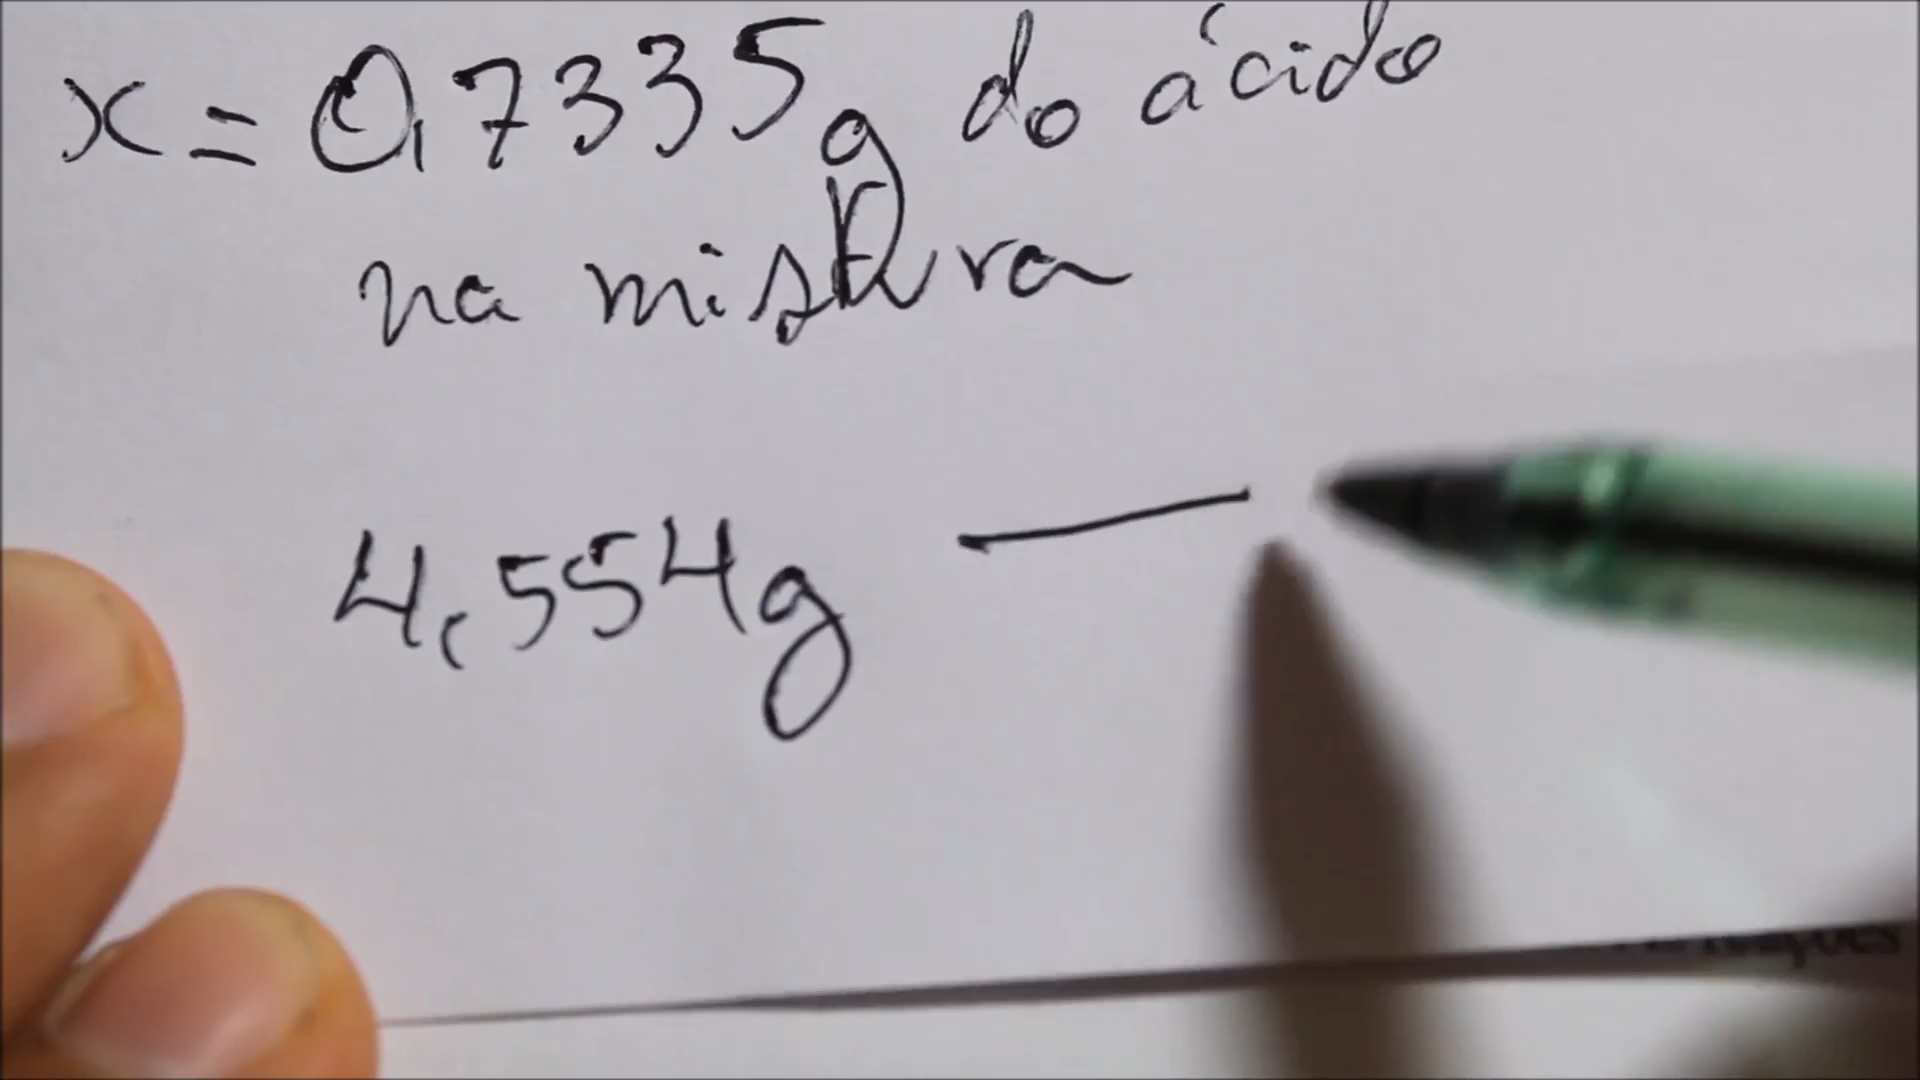 x = 0,7335g do ácido
na mistura
4,554g —